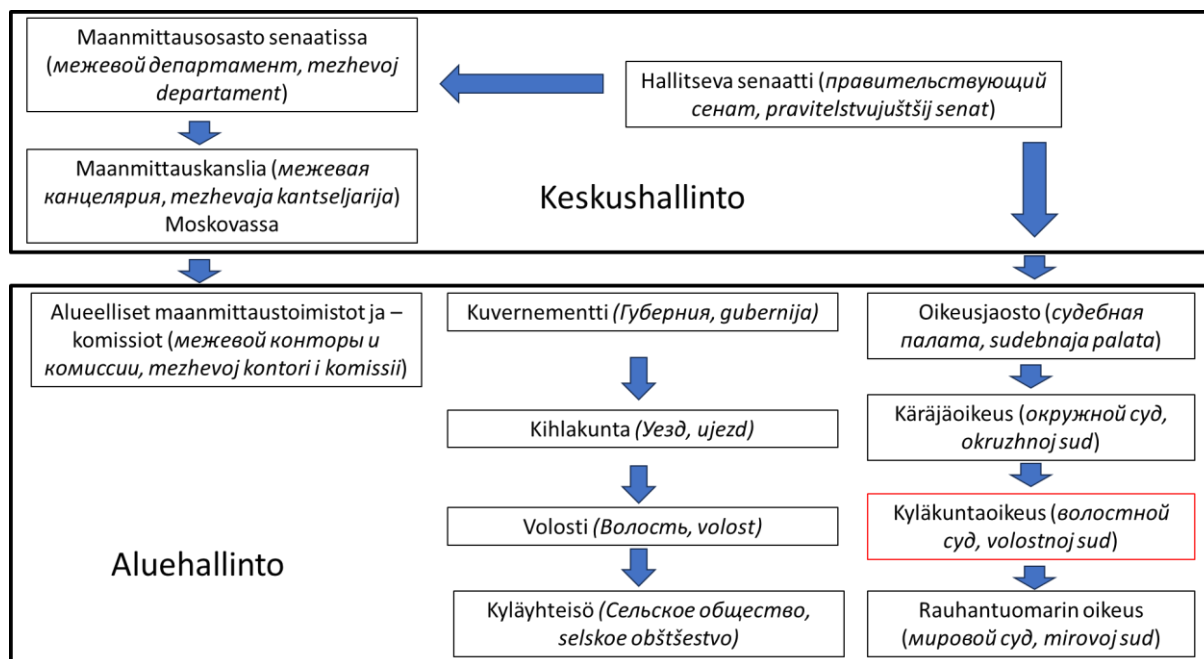 Maanmittausosasto senaatissa
(межевой департамент, mezhevoj
departament)
Hallitseva senaatti (правительствующий
сенат, pravitelstvujuštšij senat)
Maanmittauskanslia (межевая
канцелярия, mezhevaja kantseljarija)
Moskovassa
Keskushallinto
Alueelliset maanmittaustoimistot ja –
komissiot (межевой конторы и
комиссии, mezhevoj kontori i komissii)
Kuvernementti (Губерния, gubernija)
Oikeusjaosto (судебная
палата, sudebnaja palata)
Kihlakunta (Уезд, ujezd)
Käräjäoikeus (окружной суд,
okruzhnoj sud)
Volosti (Волость, volost)
Kyläkuntaoikeus (волостной
суд, volostnoj sud)
Aluehallinto
Kyläyhteisö (Сельское общество,
selskoe obštšestvo)
Rauhantuomarin oikeus
(мировой суд, mirovoj sud)